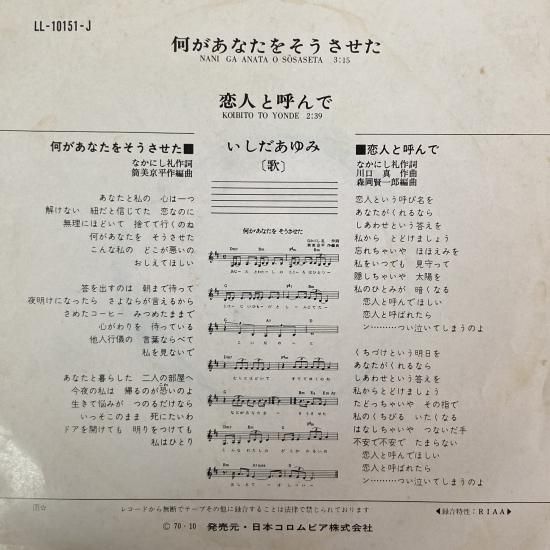 LL-10151-J
何があなたをそうさせた
NANI GA ANATA O SŌSASETA 3:15
恋人と呼んで
KOIBITO TO YONDE 2:39
いしだあゆみ
〔歌〕
何があなたをそうさせた■
なかにし礼作詞
筒美京平作編曲
あなたと私の 心は一つ
解けない 紐だと信じてた 恋なのに
無理にほどいて 捨てて行くのね
何があなたを そうさせた
こんな私の どこが悪いの
おしえてほしい
答を出すのは 朝まで待って
夜明けになったら さよならが言えるから
さめたコーヒー みつめたままで
心がわりを 待っている
他人行儀の 言葉ならべて
私を見ないで
あなたと暮らした 二人の部屋へ
今夜の私は 帰るのが恐いのよ
生きて悩みが つのるだけなら
いっそこのまま 死にたいわ
ドアを開けても 明りをつけても
私はひとり
何があなたを そうさせた
■恋人と呼んで
なかにし礼作詞
川口 真 作曲
森岡賢一郎編曲
恋人という呼び名を
あなたがくれるなら
しあわせという答えを
私から とどけましょう
忘れちゃいや ほほえみを
私をいつでも 見守って
隠しちゃいや 太陽を
私のひとみが 暗くなる
恋人と呼んでほしい
恋人と呼ばれたら
ン………つい泣いてしまうのよ
くちづけという明日を
あなたがくれるなら
しあわせという答えを
私からとどけましょう
たどっちゃいや その指で
私のくちびる いたくなる
はなしちゃいや つないだ手
不安で不安で たまらない
恋人と呼んでほしい
恋人と呼ばれたら
ン………つい泣いてしまうのよ
レコードから無断でテープその他に録音することは法律で禁じられております
◀録音特性：RIAA▶
Ⓒ70・10 発売元・日本コロムビア株式会社